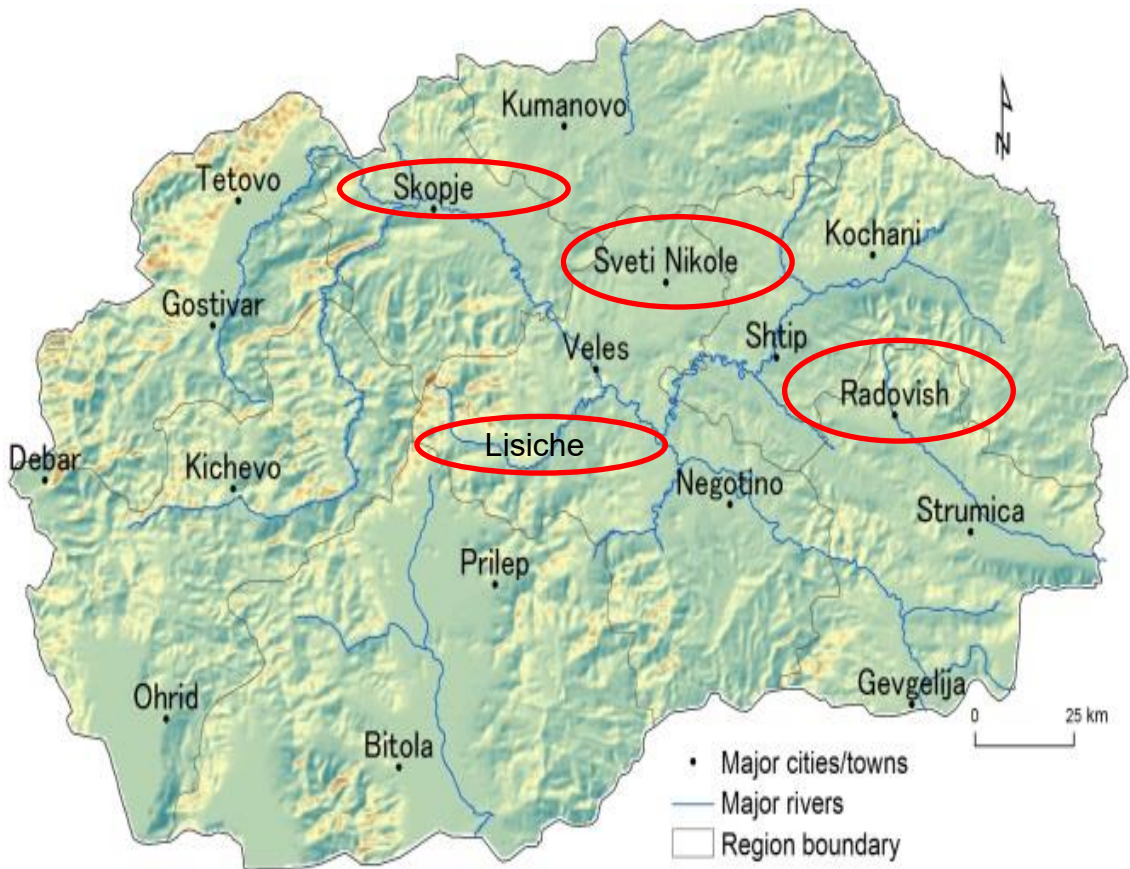 Kumanovo
N
Tetovo
Skopje
Sveti Nikole
Kochani
Gostivar
Veles
Shtip
Radovish
Lisiche
Debar
Kichevo
Negotino
Strumica
Prilep
Ohrid
Gevgelija
0 25 km
Bitola
Major cities/towns
Major rivers
Region boundary